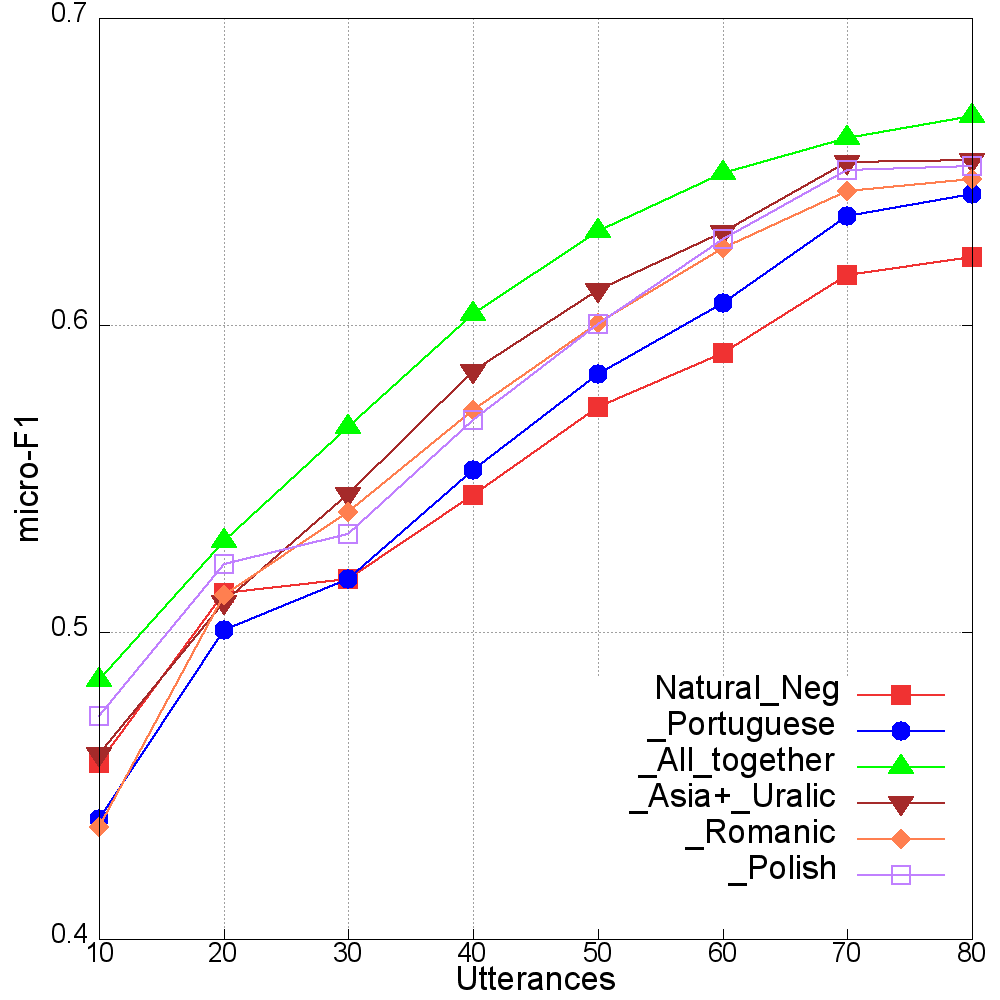 0.7
0.6
0.5
0.4
micro-F1
Natural_Neg
_Portuguese
_All_together
_Asia+_Uralic
_Romanic
_Polish
10 20 30 40 50 60 70 80
Utterances